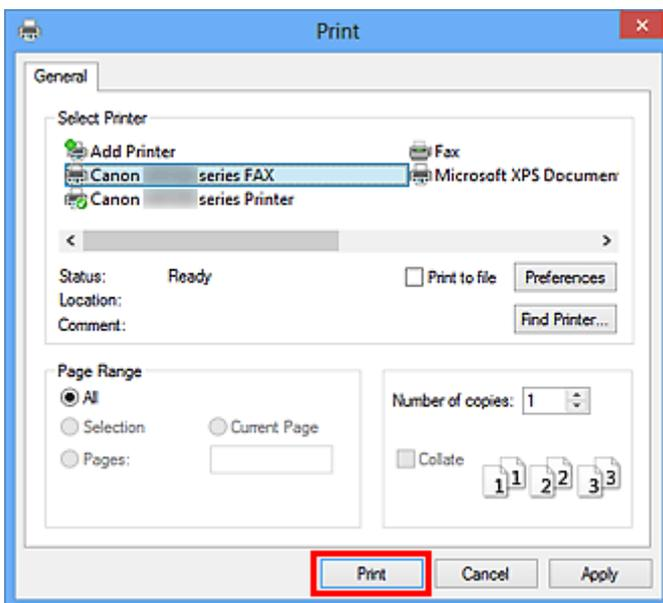 Print
General
Select Printer
Add Printer
Fax
Canon series FAX
Microsoft XPS Documen
Canon series Printer
Status: Ready
Location:
Comment:
Print to file
Preferences
Find Printer...
Page Range
All
Selection
Current Page
Pages:
Number of copies: 1
Collate
1 1 2 2 3 3
Print
Cancel
Apply